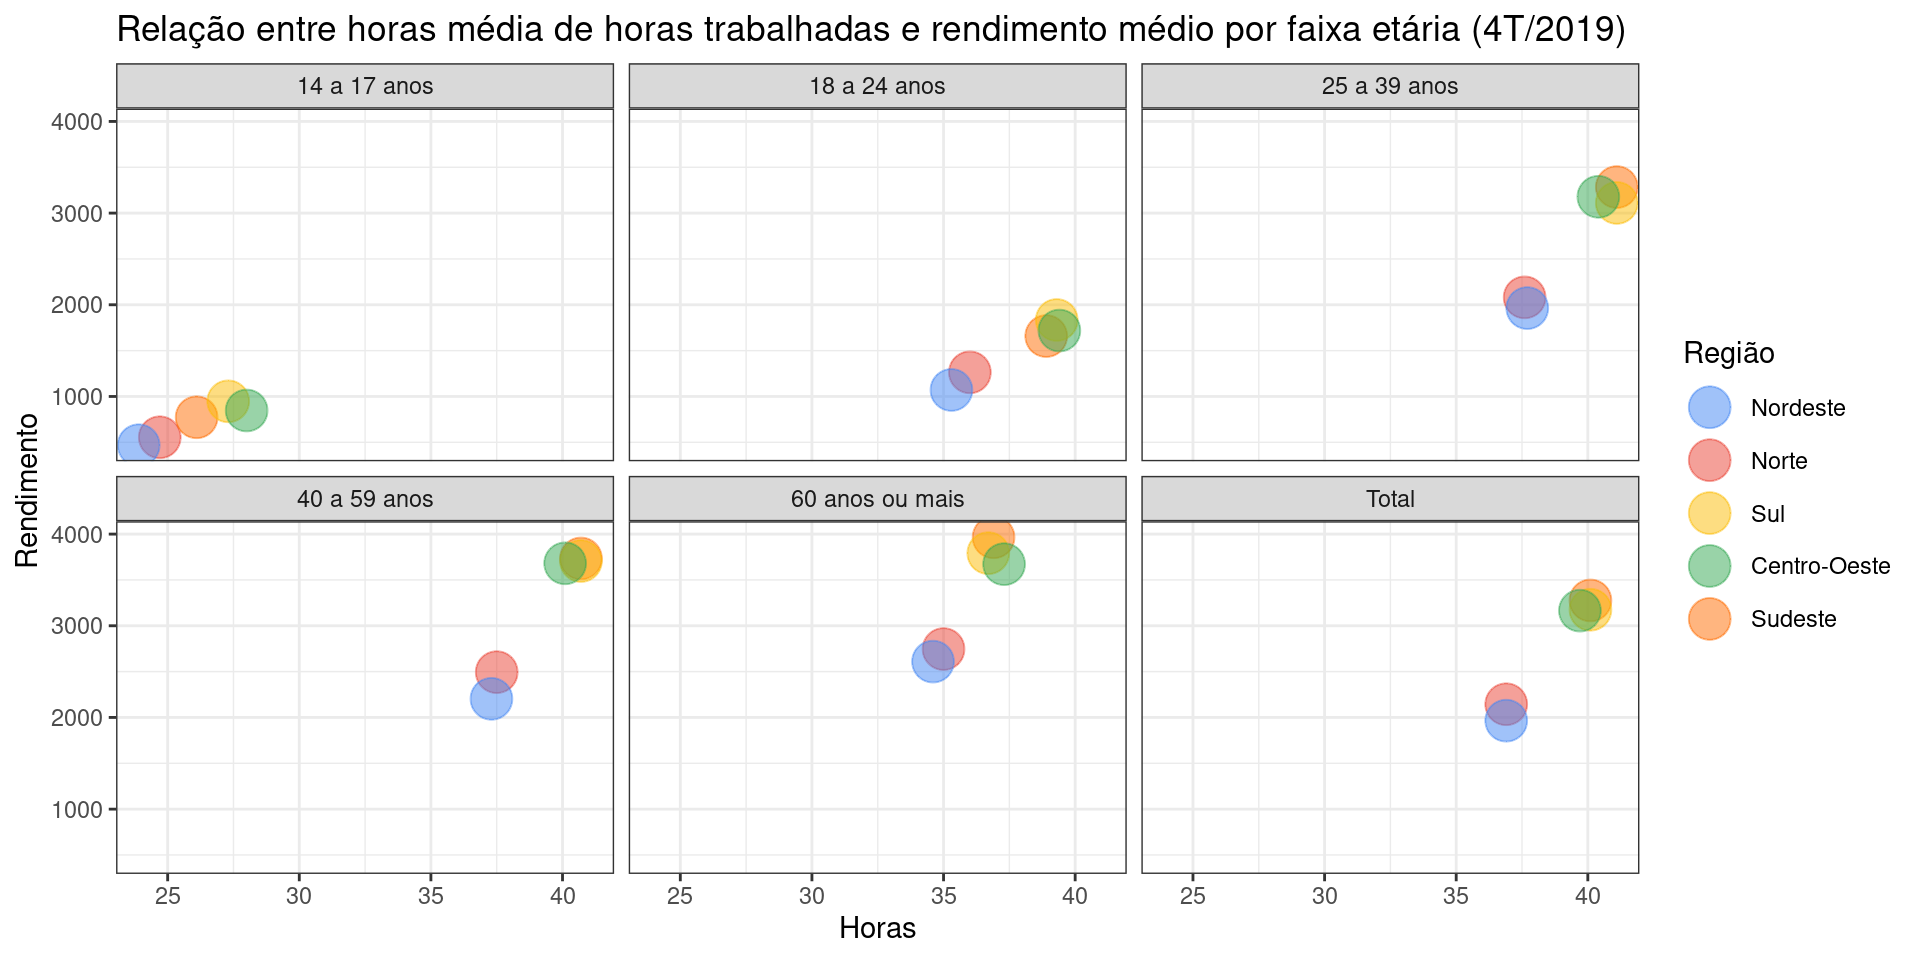 Relação entre horas média de horas trabalhadas e rendimento médio por faixa etária (4T/2019)
14 a 17 anos
18 a 24 anos
25 a 39 anos
4000
3000
2000
1000
40 a 59 anos
60 anos ou mais
Total
4000
3000
2000
1000
25 30 35 40
25 30 35 40
25 30 35 40
Rendimento
Horas
Região
Nordeste
Norte
Sul
Centro-Oeste
Sudeste